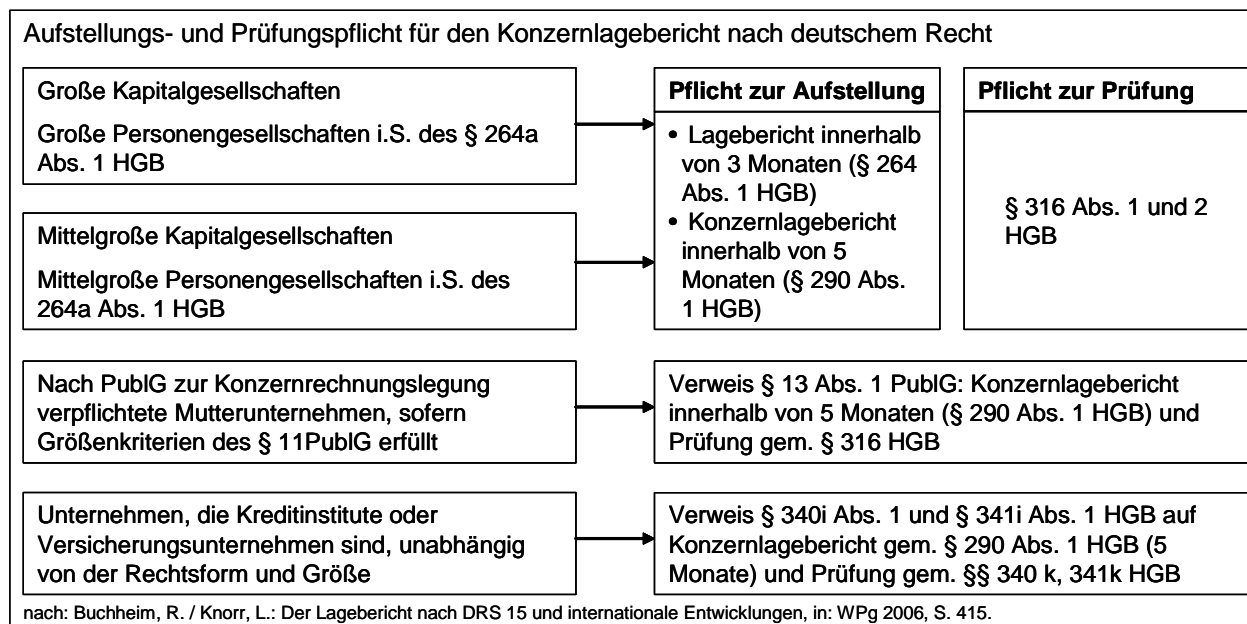 Aufstellungs- und Prüfungspflicht für den Konzernlagebericht nach deutschem Recht
Große Kapitalgesellschaften
Große Personengesellschaften i.S. des § 264a
Abs. 1 HGB
Mittelgroße Kapitalgesellschaften
Mittelgroße Personengesellschaften i.S. des
264a Abs. 1 HGB
Pflicht zur Aufstellung
• Lagebericht innerhalb
von 3 Monaten (§ 264
Abs. 1 HGB)
• Konzernlagebericht
innerhalb von 5
Monaten (§ 290 Abs.
1 HGB)
Pflicht zur Prüfung
§ 316 Abs. 1 und 2
HGB
Nach PublG zur Konzernrechnungslegung
verpflichtete Mutterunternehmen, sofern
Größenkriterien des § 11PublG erfüllt
Verweis § 13 Abs. 1 PublG: Konzernlagebericht
innerhalb von 5 Monaten (§ 290 Abs. 1 HGB) und
Prüfung gem. § 316 HGB
Unternehmen, die Kreditinstitute oder
Versicherungsunternehmen sind, unabhängig
von der Rechtsform und Größe
Verweis § 340i Abs. 1 und § 341i Abs. 1 HGB auf
Konzernlagebericht gem. § 290 Abs. 1 HGB (5
Monate) und Prüfung gem. §§ 340 k, 341k HGB
nach: Buchheim, R. / Knorr, L.: Der Lagebericht nach DRS 15 und internationale Entwicklungen, in: WPg 2006, S. 415.